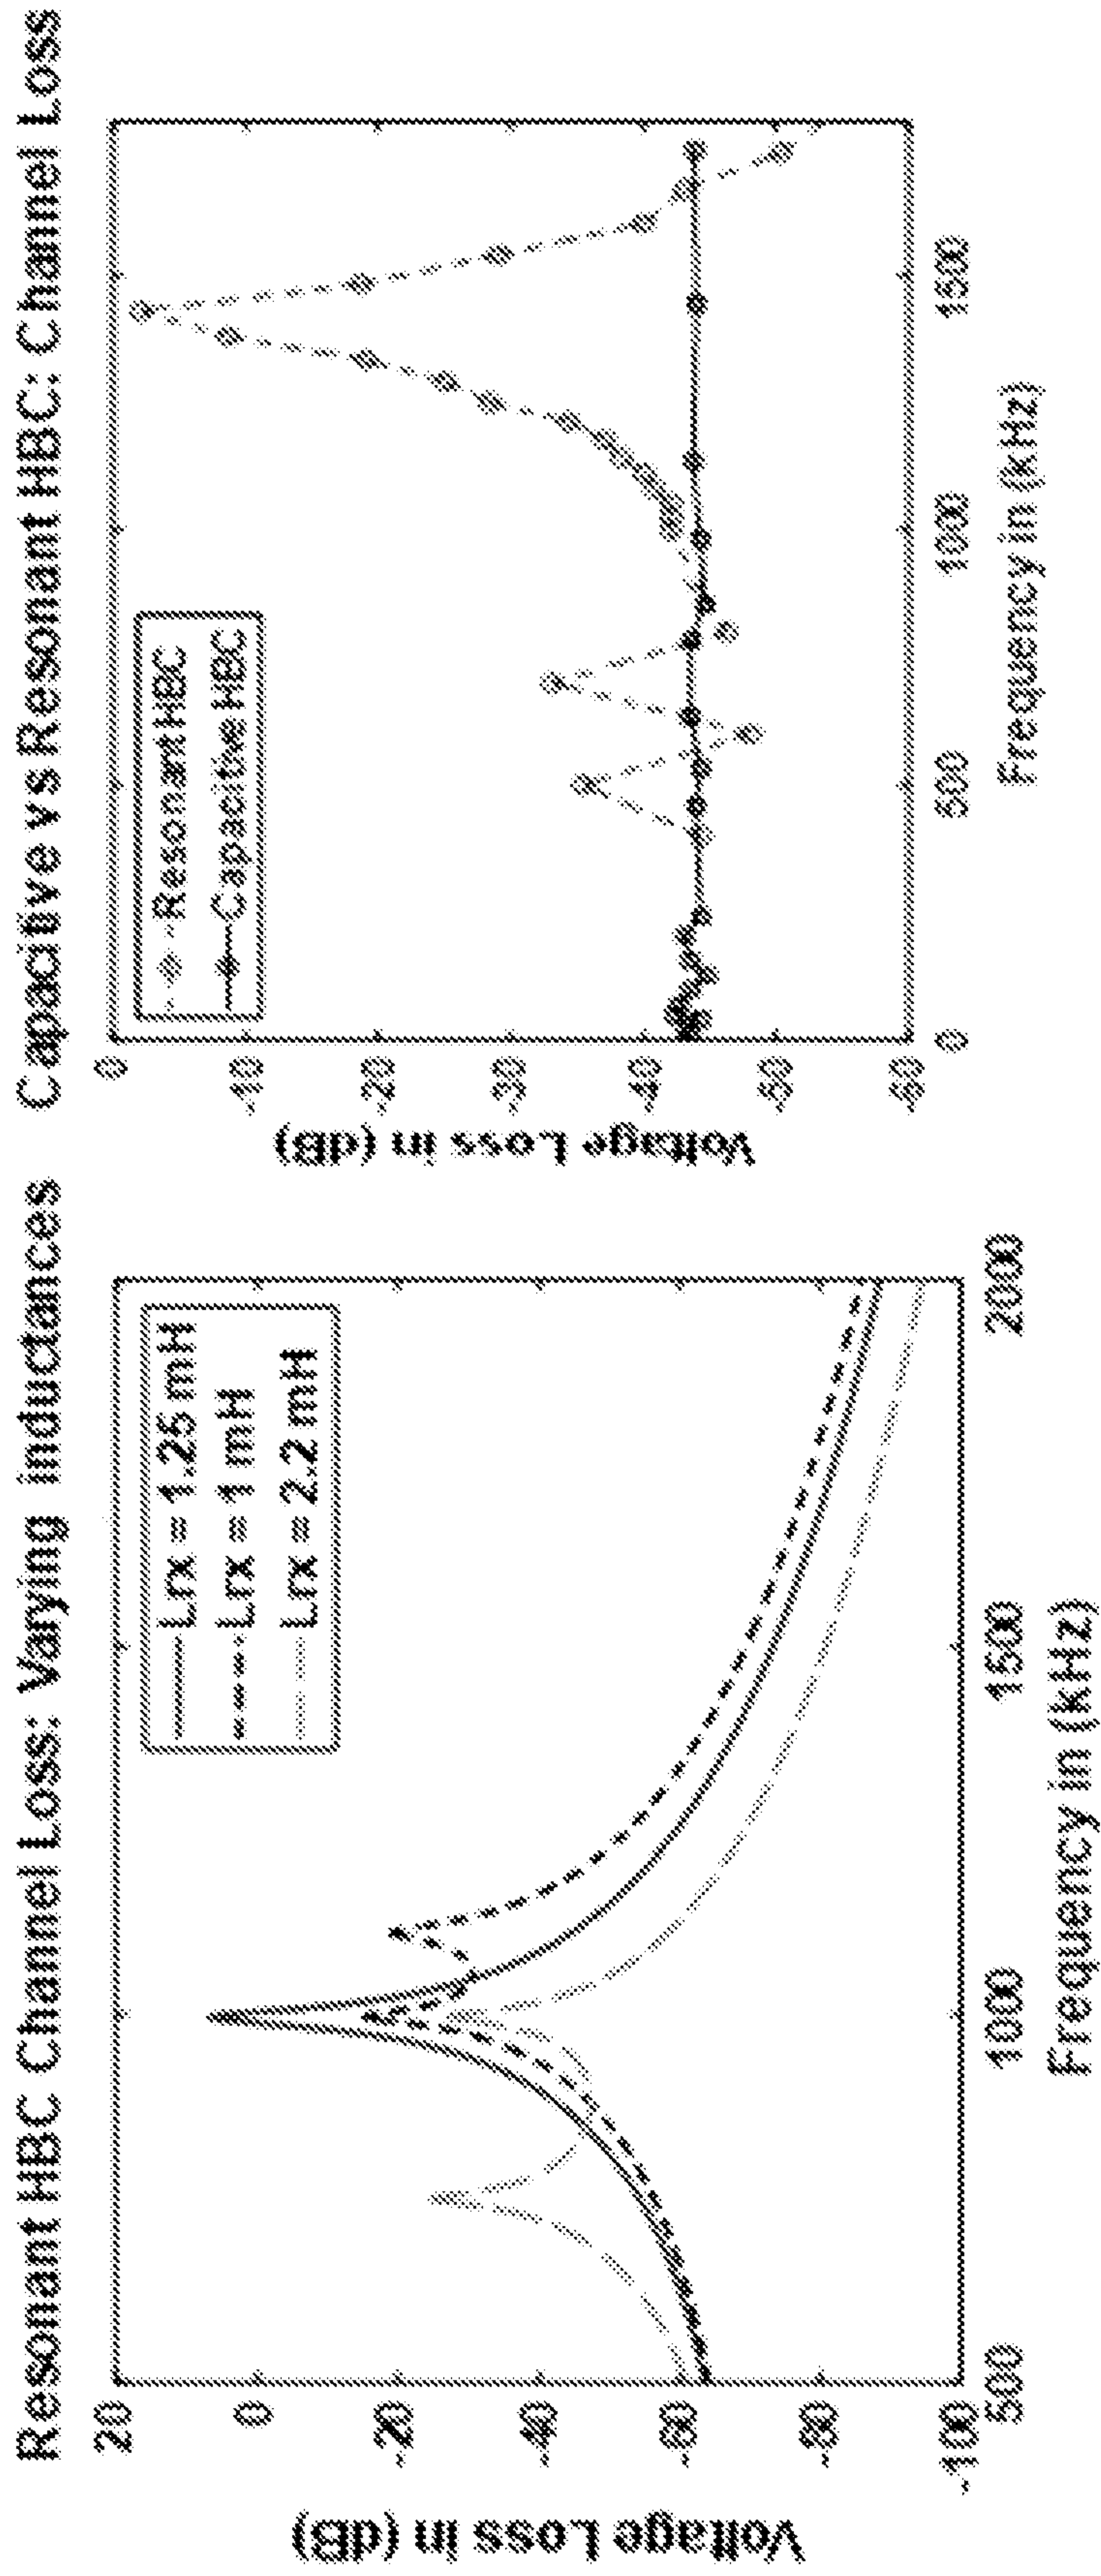 Resonant HBC Channel Loss: Varying inductances
Voltage Loss in (dB)
20
0
-20
-40
-60
-80
-100
Lrx = 1.25 mH
Lrx = 1 mH
Lrx = 2.2 mH
500
1000
1500
2000
Frequency in (kHz)
Capacitive vs Resonant HBC: Channel Loss
Voltage Loss in (dB)
0
-10
-20
-30
-40
-50
-60
Resonant HBC
Capacitive HBC
0
500
1000
1500
Frequency in (kHz)